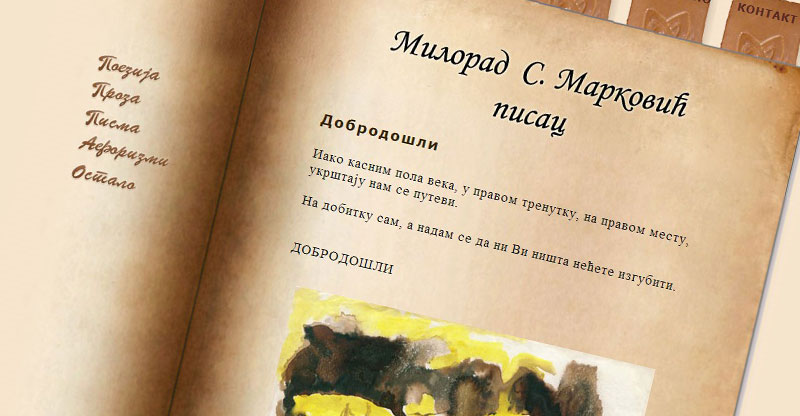 КОНТАКТ
Поезија
Проза
Писма
Афоризми
Остало
Милорад С. Марковић
писац
Добродошли
Иако касним пола века, у правом тренутку, на правом месту,
укрштају нам се путеви.
На добитку сам, а надам се да ни Ви ништа нећете изгубити.
ДОБРОДОШЛИ